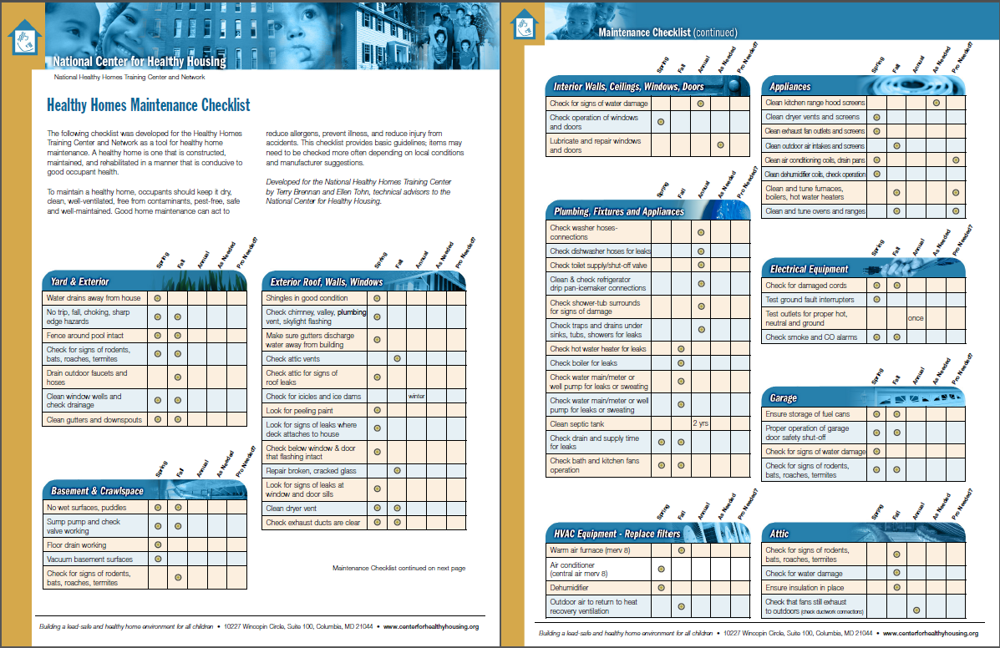 National Center for Healthy Housing
National Healthy Homes Training Center and Network
Healthy Homes Maintenance Checklist
The following checklist was developed for the Healthy Homes
Training Center and Network as a tool for healthy home
maintenance. A healthy home is one that is constructed,
maintained, and rehabilitated in a manner that is conducive to
good occupant health.
To maintain a healthy home, occupants should keep it dry,
clean, well-ventilated, free from contaminants, pest-free, safe
and well-maintained. Good home maintenance can act to
reduce allergens, prevent illness, and reduce injury from
accidents. This checklist provides basic guidelines; items may
need to be checked more often depending on local conditions
and manufacturer suggestions.
Developed for the National Healthy Homes Training Center
by Terry Brennan and Ellen Tohn, technical advisors to the
National Center for Healthy Housing.
Spring Fall Annual As Needed Pro Needed?
Yard & Exterior
Water drains away from house
No trip, fall, choking, sharp
edge hazards
Fence around pool intact
Check for signs of rodents,
bats, roaches, termites
Drain outdoor faucets and
hoses
Clean window wells and
check drainage
Clean gutters and downspouts
Spring Fall Annual As Needed Pro Needed?
Basement & Crawlspace
No wet surfaces, puddles
Sump pump and check
valve working
Floor drain working
Vacuum basement surfaces
Check for signs of rodents,
bats, roaches, termites
Spring Fall Annual As Needed Pro Needed?
Exterior Roof, Walls, Windows
Shingles in good condition
Check chimney, valley, plumbing
vent, skylight flashing
Make sure gutters discharge
water away from building
Check attic vents
Check attic for signs of
roof leaks
Check for icicles and ice dams winter
Look for peeling paint
Look for signs of leaks where
deck attaches to house
Check below window & door
that flashing intact
Repair broken, cracked glass
Look for signs of leaks at
window and door sills
Clean dryer vent
Check exhaust ducts are clear
Maintenance Checklist continued on next page
Building a lead-safe and healthy home environment for all children • 10227 Wincopin Circle, Suite 100, Columbia, MD 21044 • www.centerforhealthyhousing.org
Maintenance Checklist (continued)
Spring Fall Annual As Needed Pro Needed?
Interior Walls, Ceilings, Windows, Doors
Check for signs of water damage
Check operation of windows
and doors
Lubricate and repair windows
and doors
Spring Fall Annual As Needed Pro Needed?
Plumbing, Fixtures and Appliances
Check washer hoses-
connections
Check dishwasher hoses for leaks
Check toilet supply/shut-off valve
Clean & check refrigerator
drip pan-icemaker connections
Check shower-tub surrounds
for signs of damage
Check traps and drains under
sinks, tubs, showers for leaks
Check hot water heater for leaks
Check boiler for leaks
Check water main/meter or
well pump for leaks or sweating
Check water main/meter or well
pump for leaks or sweating
Clean septic tank 2 yrs
Check drain and supply time
for leaks
Check bath and kitchen fans
operation
Spring Fall Annual As Needed Pro Needed?
HVAC Equipment - Replace filters
Warm air furnace (merv 8)
Air conditioner
(central air merv 8)
Dehumidifier
Outdoor air to return to heat
recovery ventilation
Spring Fall Annual As Needed Pro Needed?
Appliances
Clean kitchen range hood screens
Clean dryer vents and screens
Clean exhaust fan outlets and screens
Clean outdoor air intakes and screens
Clean air conditioning coils, drain pans
Clean dehumidifier coils, check operation
Clean and tune furnaces,
boilers, hot water heaters
Clean and tune ovens and ranges
Spring Fall Annual As Needed Pro Needed?
Electrical Equipment
Check for damaged cords
Test ground fault interrupters
Test outlets for proper hot,
neutral and ground once
Check smoke and CO alarms
Spring Fall Annual As Needed Pro Needed?
Garage
Ensure storage of fuel cans
Proper operation of garage
door safety shut-off
Check for signs of water damage
Check for signs of rodents,
bats, roaches, termites
Spring Fall Annual As Needed Pro Needed?
Attic
Check for signs of rodents,
bats, roaches, termites
Check for water damage
Ensure insulation in place
Check that fans still exhaust
to outdoors (check ductwork connections)
Building a lead-safe and healthy home environment for all children • 10227 Wincopin Circle, Suite 100, Columbia, MD 21044 • www.centerforhealthyhousing.org